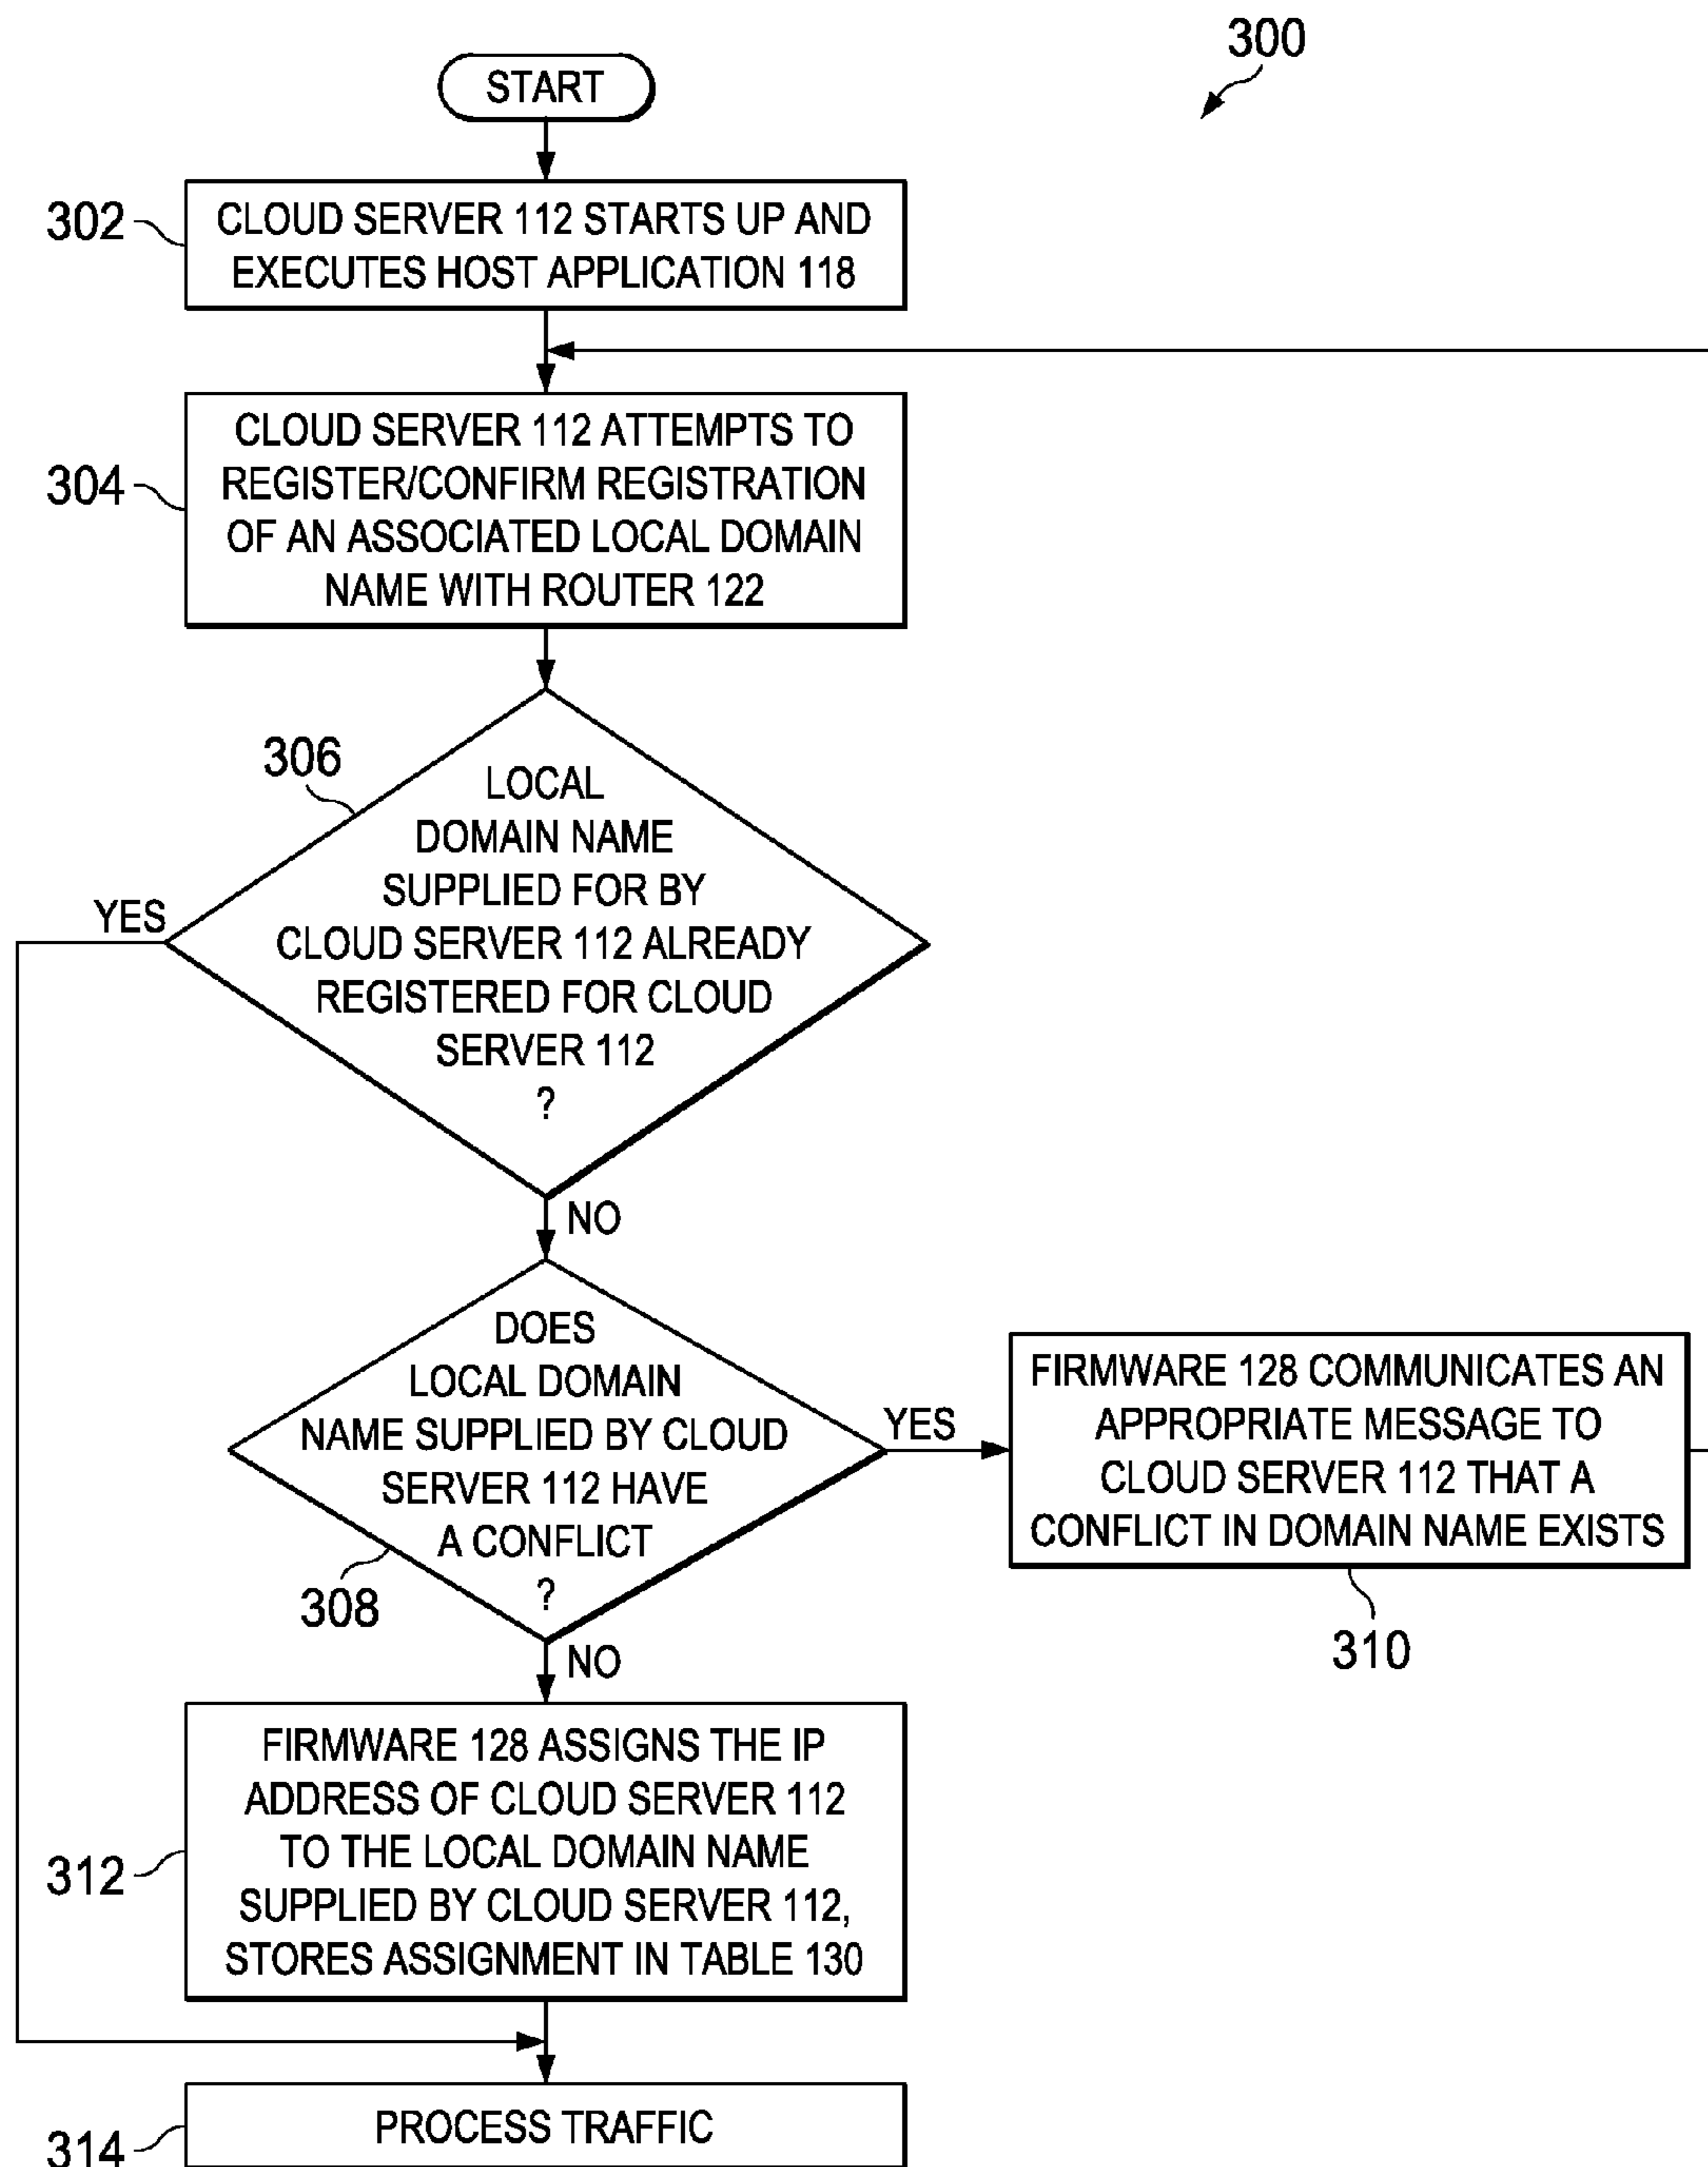 300
START
302
CLOUD SERVER 112 STARTS UP AND
EXECUTES HOST APPLICATION 118
304
CLOUD SERVER 112 ATTEMPTS TO
REGISTER/CONFIRM REGISTRATION
OF AN ASSOCIATED LOCAL DOMAIN
NAME WITH ROUTER 122
306
LOCAL
DOMAIN NAME
SUPPLIED FOR BY
CLOUD SERVER 112 ALREADY
REGISTERED FOR CLOUD
SERVER 112
?
YES
NO
DOES
LOCAL DOMAIN
NAME SUPPLIED BY CLOUD
SERVER 112 HAVE
A CONFLICT
?
308
YES
FIRMWARE 128 COMMUNICATES AN
APPROPRIATE MESSAGE TO
CLOUD SERVER 112 THAT A
CONFLICT IN DOMAIN NAME EXISTS
310
NO
312
FIRMWARE 128 ASSIGNS THE IP
ADDRESS OF CLOUD SERVER 112
TO THE LOCAL DOMAIN NAME
SUPPLIED BY CLOUD SERVER 112,
STORES ASSIGNMENT IN TABLE 130
314
PROCESS TRAFFIC